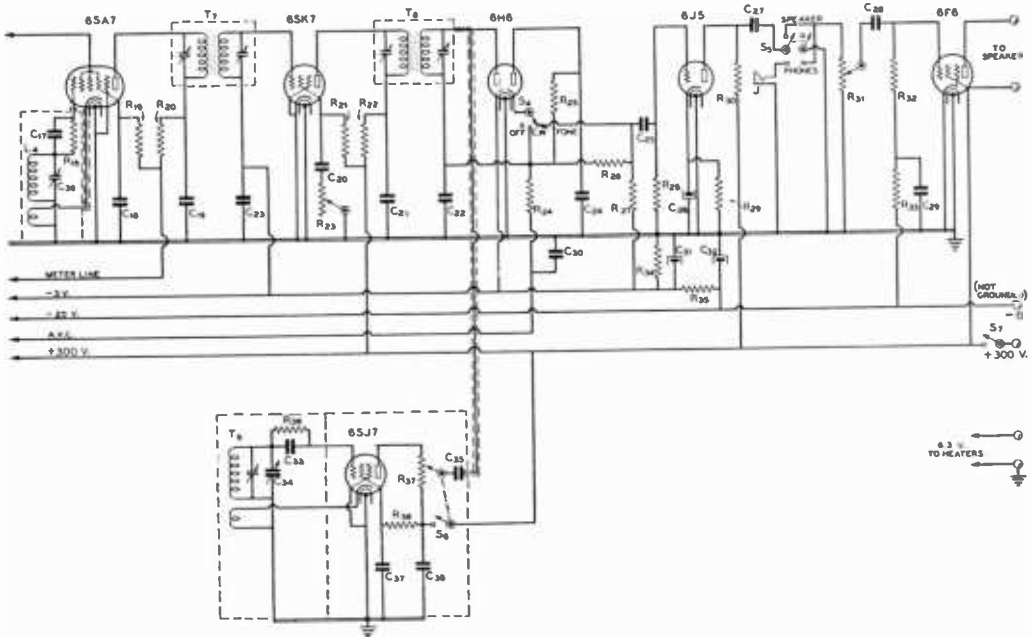 6SA7
T7
6SK7
T8
6H6
6J5
C27
SPEAKER
C28
6F6
S5
PHONES
TO
SPEAKER
R19
R20
R21
R22
S4
OFF
TONE
R25
R30
R31
R32
C17
L4
R18
C36
C20
R23
C25
R26
R24
R27
R28
C26
R29
R33
C29
C18
C19
C23
C21
C22
C24
C30
R34
C31
C32
R35
METER LINE
-3 V.
-25 V.
A.V.C.
+300 V.
(NOT
GROUNDED)
-B
S7
+300 V.
T9
R36
C33
C34
6SJ7
R37
C35
R38
S6
C37
C38
6.3 V.
TO HEATERS